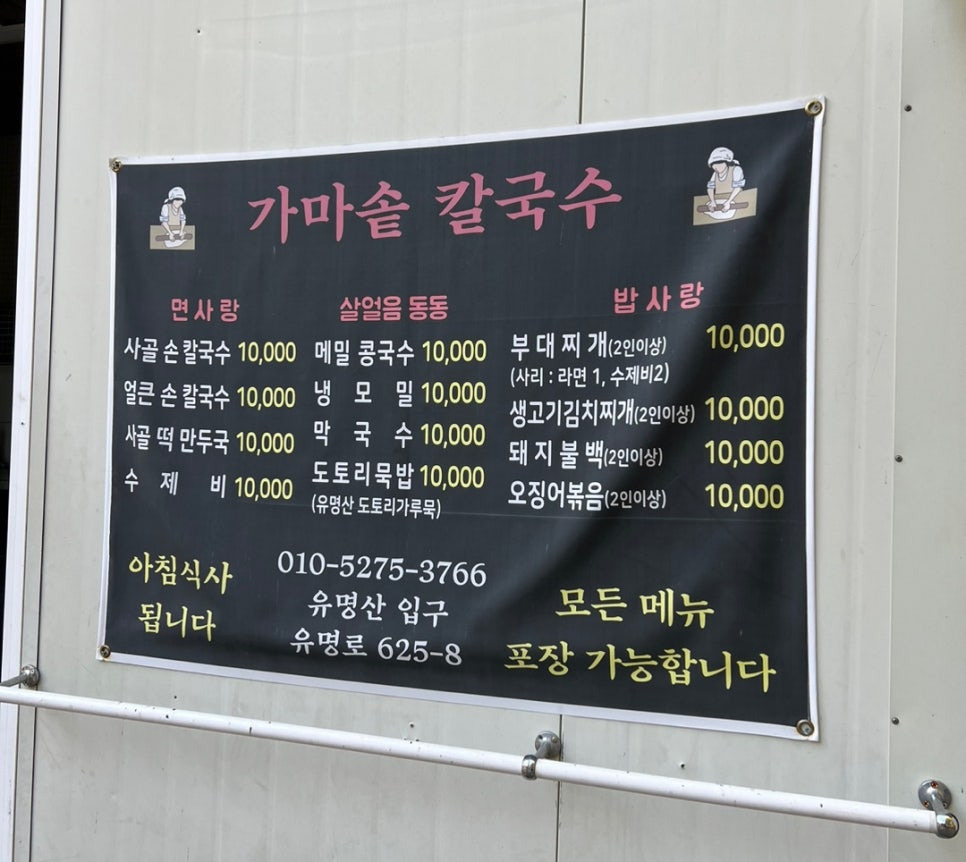 가마솥 칼국수
면 사 랑
사골 손 칼국수 10,000
얼큰 손 칼국수 10,000
사골 떡 만두국 10,000
수 제 비 10,000
살얼음 동동
메밀 콩국수 10,000
냉 모 밀 10,000
막 국 수 10,000
도토리묵밥 10,000
(유명산 도토리가루묵)
밥 사 랑
부 대 찌 개(2인이상) 10,000
(사리 : 라면 1, 수제비2)
생고기김치찌개(2인이상) 10,000
돼 지 불 백(2인이상) 10,000
오징어볶음(2인이상) 10,000
아침식사
됩니다
010-5275-3766
유명산 입구
유명로 625-8
모든 메뉴
포장 가능합니다